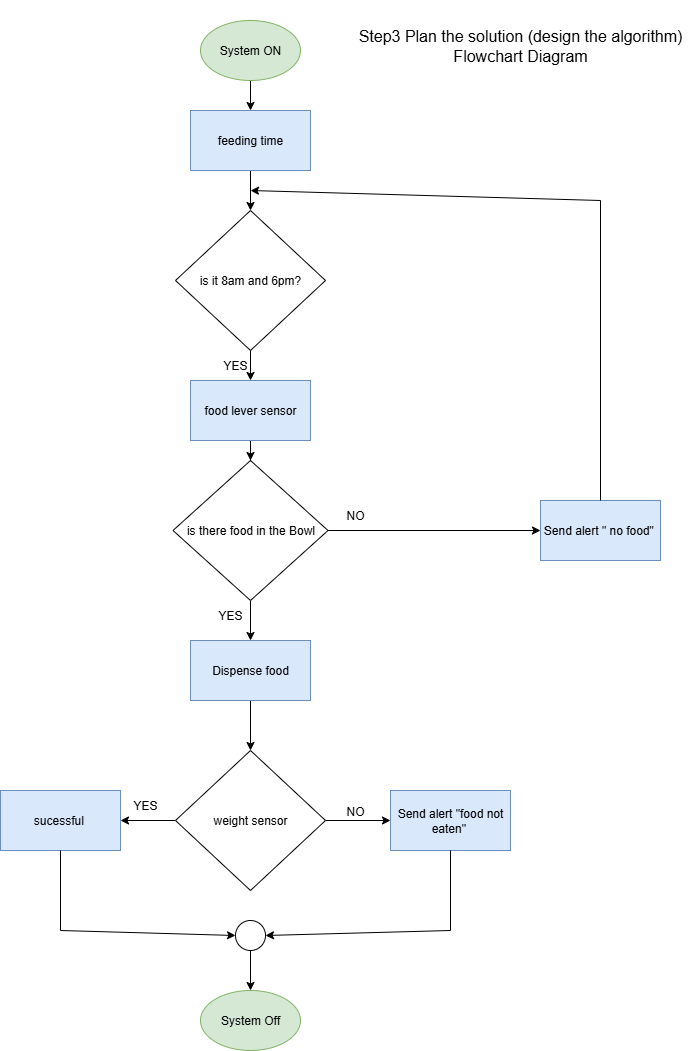 Step3 Plan the solution (design the algorithm)
Flowchart Diagram
System ON
feeding time
is it 8am and 6pm?
YES
food lever sensor
is there food in the Bowl
NO
Send alert " no food"
YES
Dispense food
sucessful
YES
weight sensor
NO
Send alert "food not
eaten"
System Off